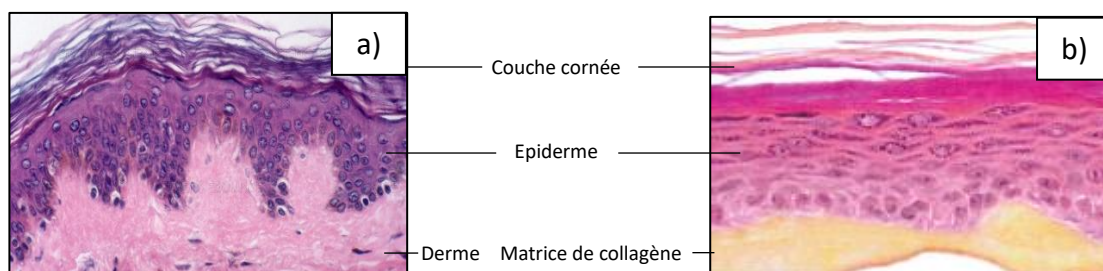 a)
b)
Couche cornée
Epiderme
Derme
Matrice de collagène